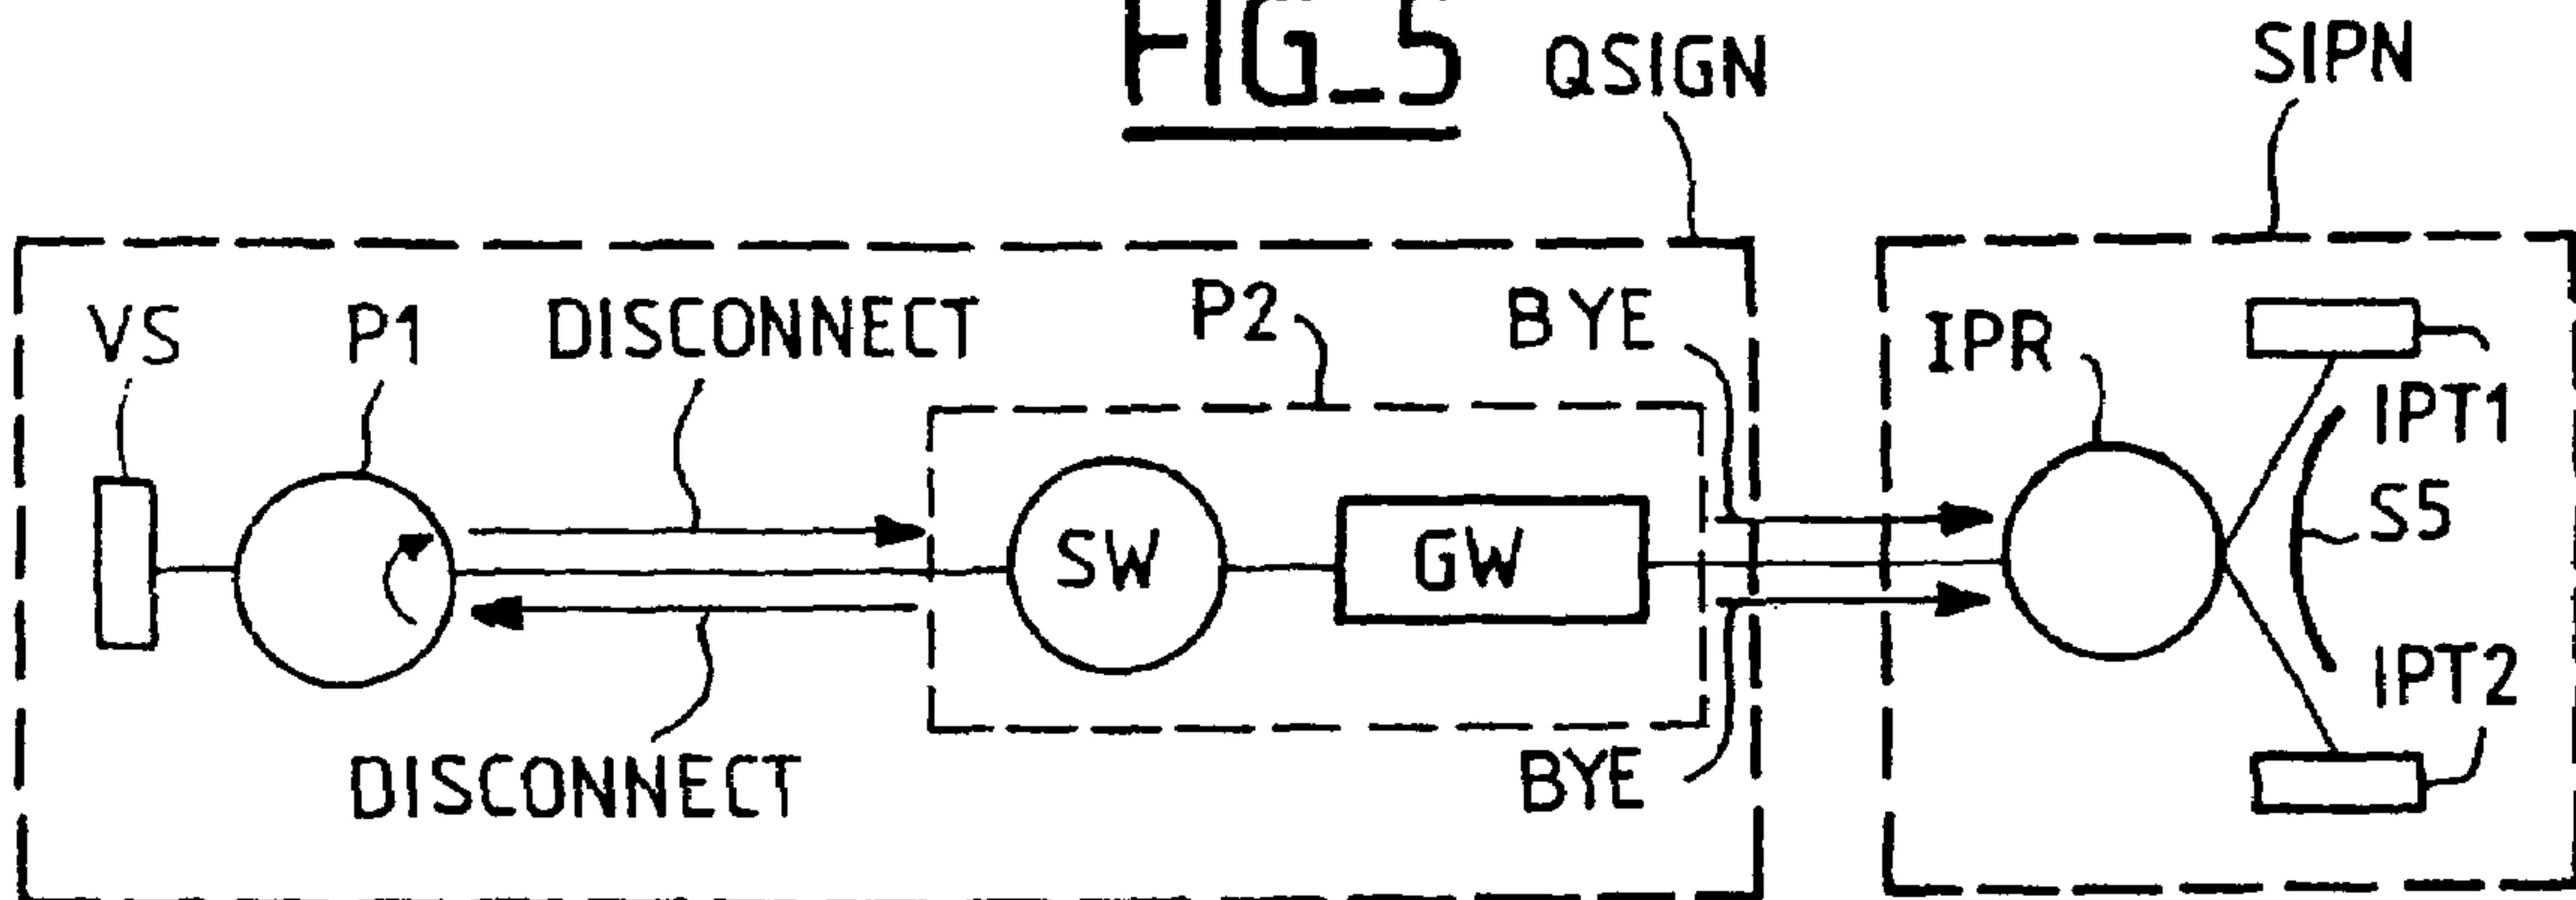 FIG_5
QSIGN
SIPN
VS
P1
DISCONNECT
P2
BYE
IPR
IPT1
S5
SW
GW
IPT2
DISCONNECT
BYE